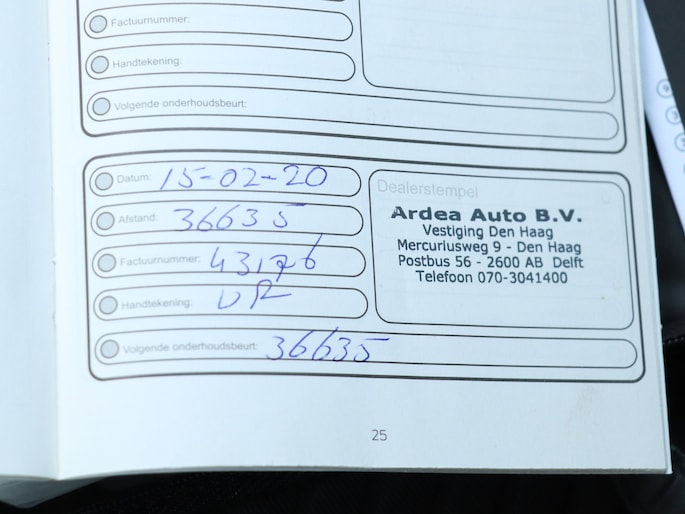 Factuurnummer:
Handtekening:
Volgende onderhoudsbeurt:
Datum: 15-02-20
Afstand: 36635
Factuurnummer: 43176
Handtekening:
Volgende onderhoudsbeurt: 36635
Dealerstempel
Ardea Auto B.V.
Vestiging Den Haag
Mercuriusweg 9 - Den Haag
Postbus 56 - 2600 AB Delft
Telefoon 070-3041400
25